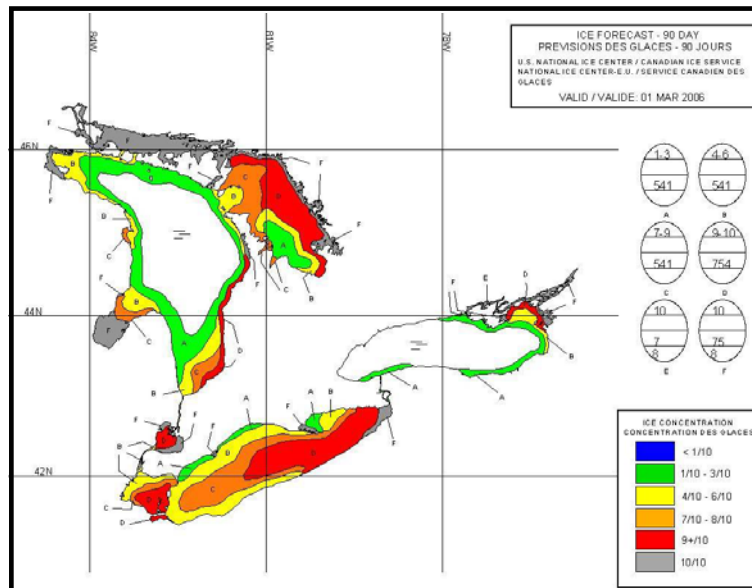 84W
81W
78W
ICE FORECAST - 90 DAY
PREVISIONS DES GLACES - 90 JOURS
U.S. NATIONAL ICE CENTER / CANADIAN ICE SERVICE
NATIONAL ICE CENTER-E.U. / SERVICE CANADIEN DES
GLACES
VALID / VALIDE: 01 MAR 2006
46N
44N
42N
1-3
541
A
4-6
541
B
7-9
541
C
9-10
754
D
10
7
8
E
10
75
8
F
ICE CONCENTRATION
CONCENTRATION DES GLACES
< 1/10
1/10 - 3/10
4/10 - 6/10
7/10 - 8/10
9+/10
10/10